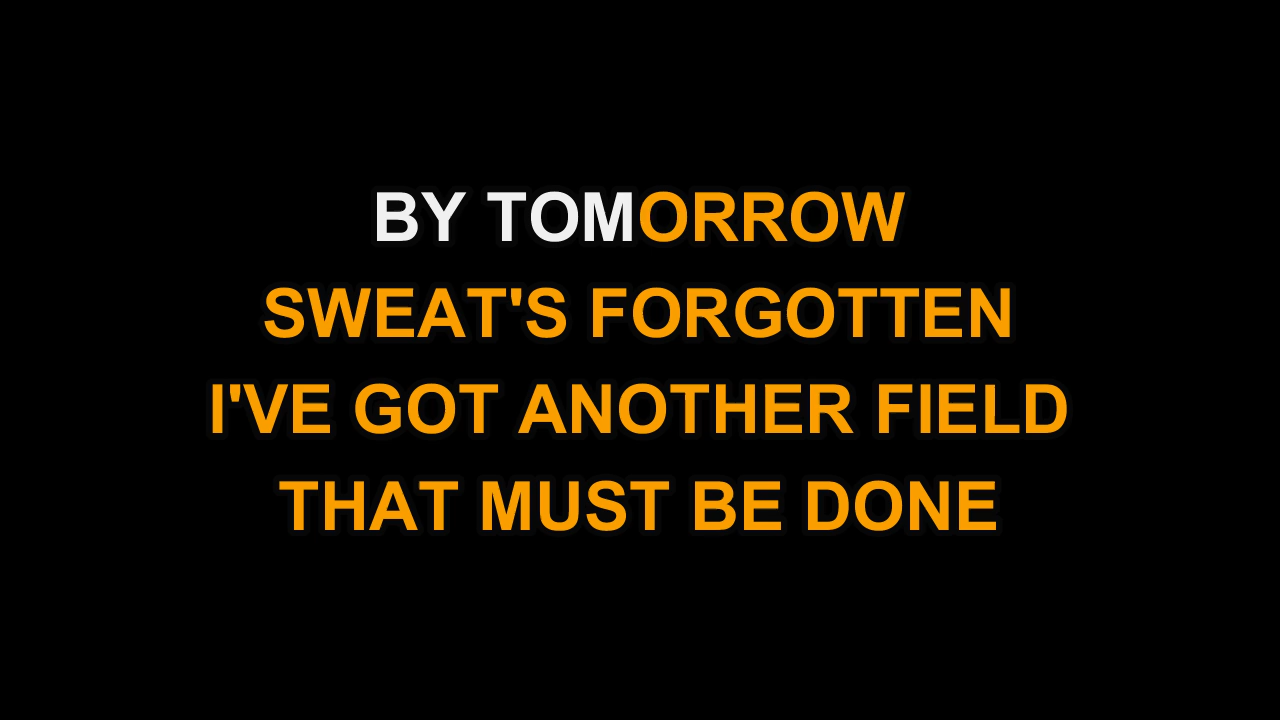 BY TOMORROW
SWEAT'S FORGOTTEN
I'VE GOT ANOTHER FIELD
THAT MUST BE DONE